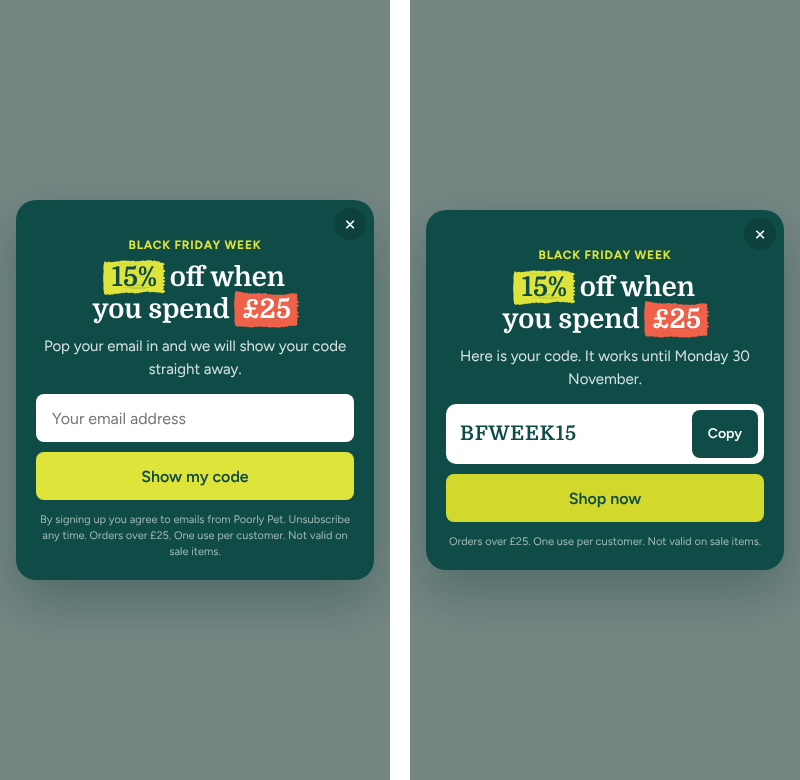 ✕
BLACK FRIDAY WEEK
15% off when
you spend £25
Pop your email in and we will show your code
straight away.
Your email address
Show my code
By signing up you agree to emails from Poorly Pet. Unsubscribe
any time. Orders over £25. One use per customer. Not valid on
sale items.
✕
BLACK FRIDAY WEEK
15% off when
you spend £25
Here is your code. It works until Monday 30
November.
BFWEEK15
Copy
Shop now
Orders over £25. One use per customer. Not valid on sale items.